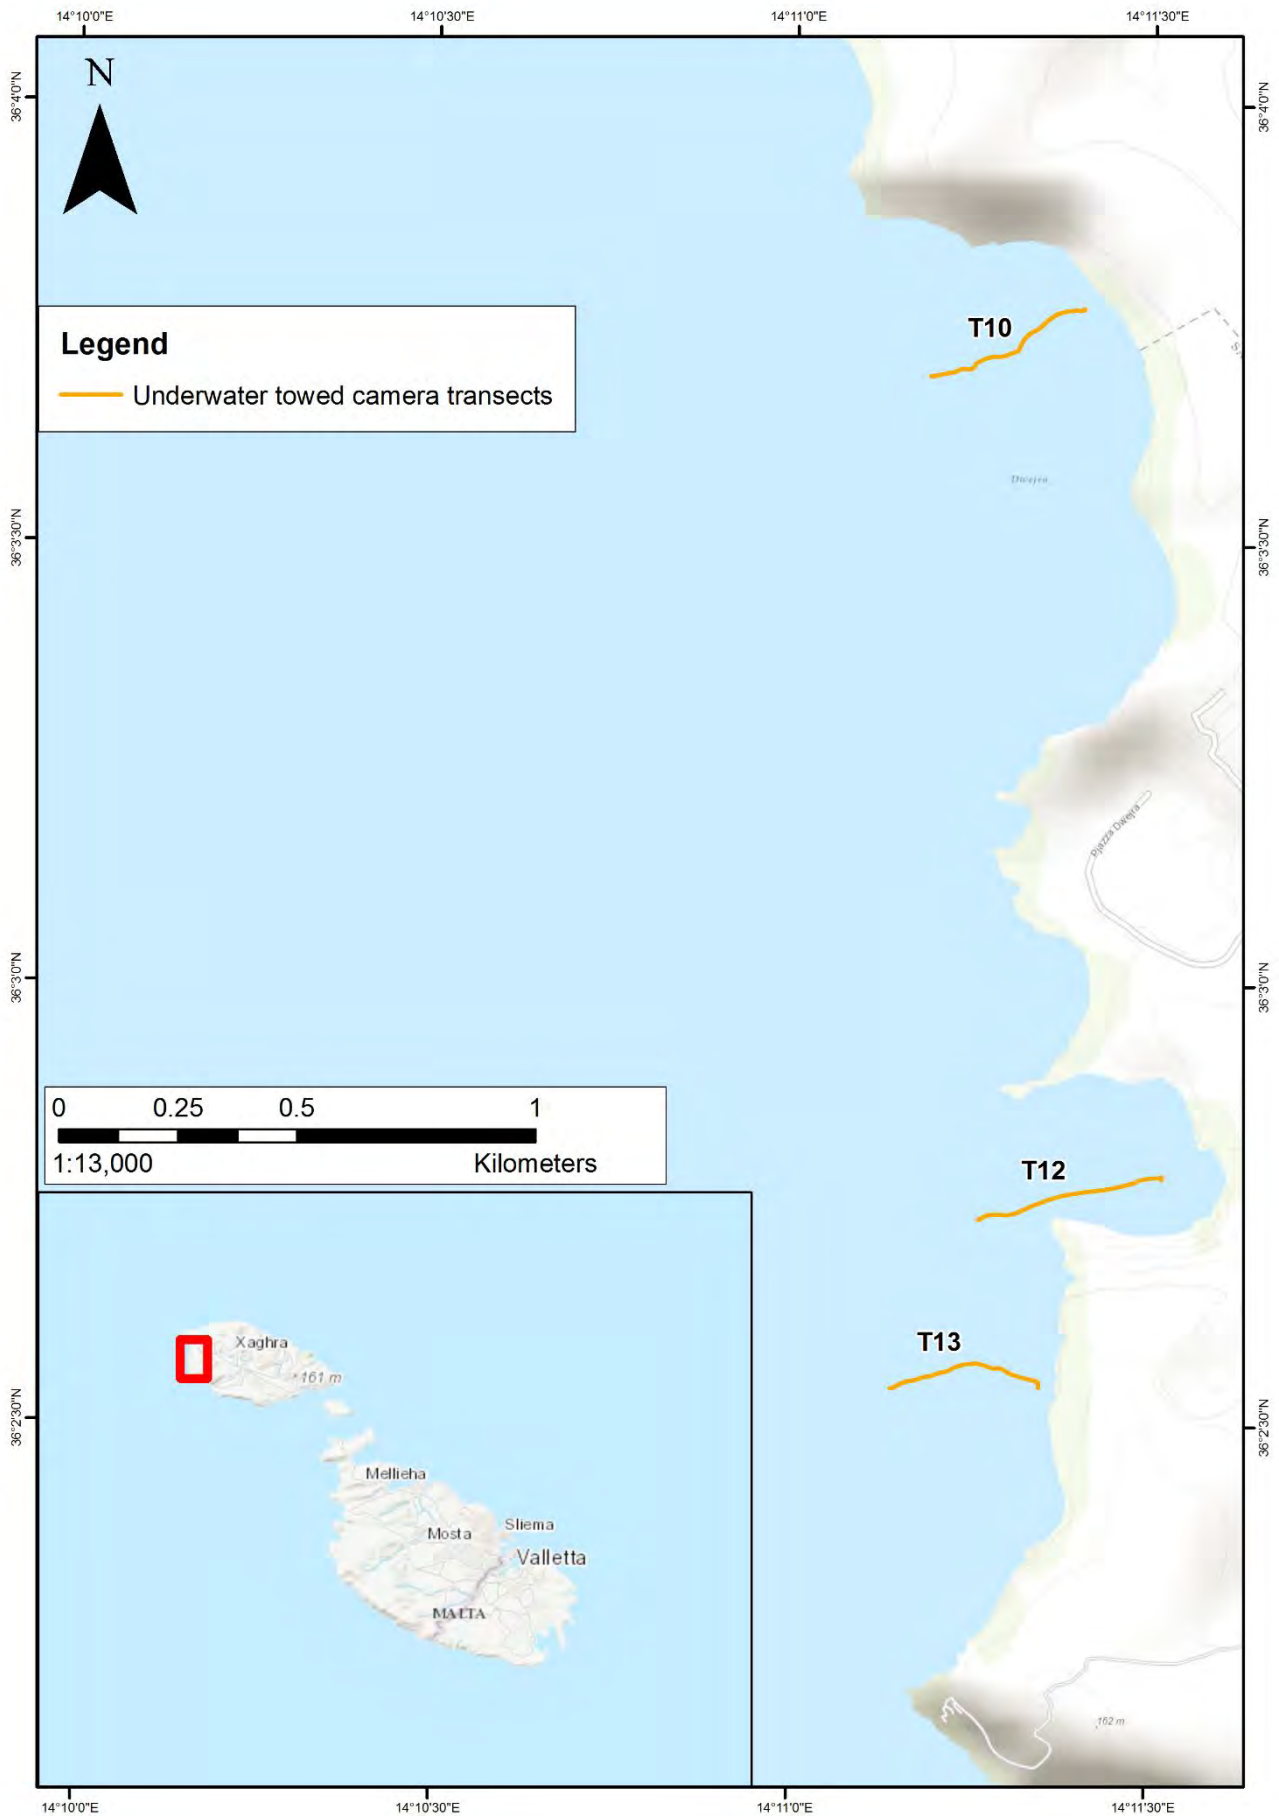 14°10'0"E
14°10'30"E
14°11'0"E
14°11'30"E
36°4'0"N
36°4'0"N
N
Legend
Underwater towed camera transects
T10
Dwejra
36°3'30"N
36°3'30"N
Pjazza Dwejra
36°3'0"N
36°3'0"N
0 0.25 0.5 1
1:13,000 Kilometers
T12
T13
Xaghra
161 m
36°2'30"N
36°2'30"N
Mellieha
Mosta
Sliema
Valletta
MALTA
162 m
14°10'0"E
14°10'30"E
14°11'0"E
14°11'30"E